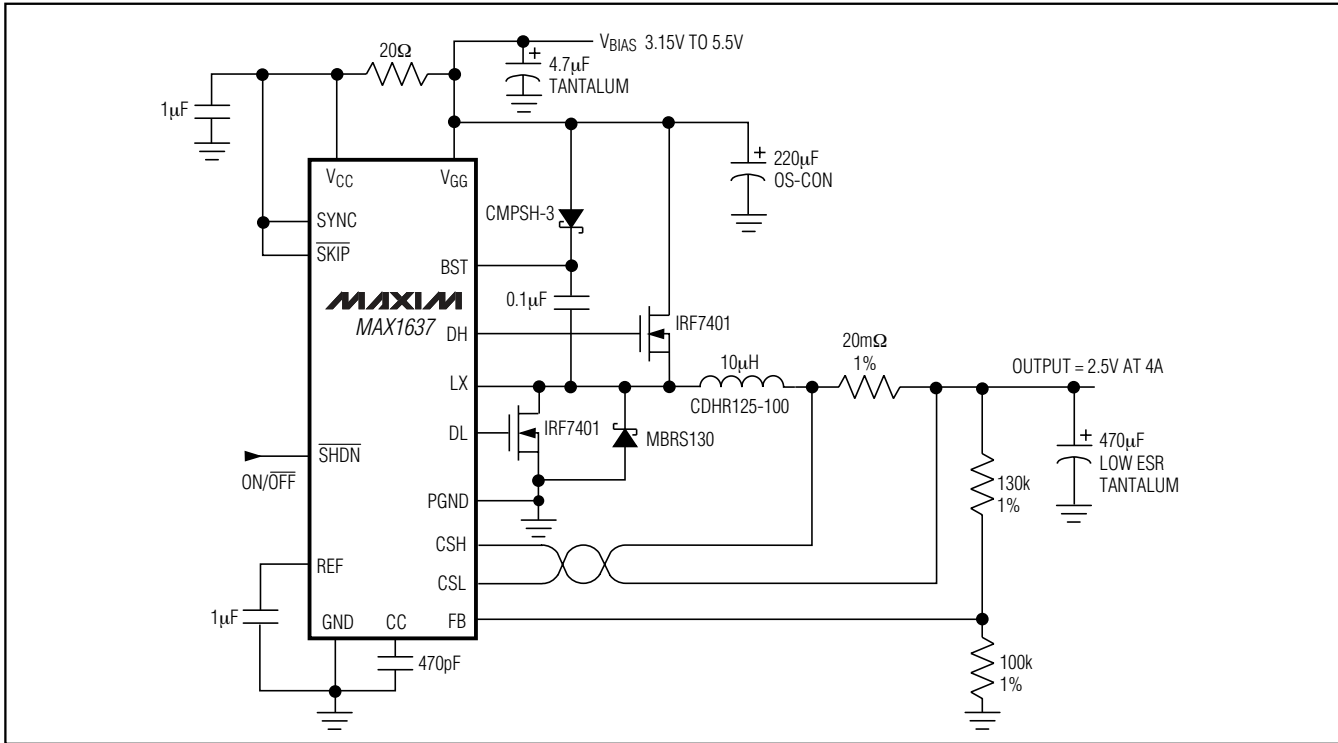 VBIAS 3.15V TO 5.5V
20Ω
4.7μF
TANTALUM
1μF
220μF
OS-CON
VCC
VGG
SYNC
SKIP
CMPSH-3
BST
0.1μF
MAXIM
MAX1637
DH
IRF7401
10μH
CDHR125-100
20mΩ
1%
OUTPUT = 2.5V AT 4A
LX
IRF7401
DL
MBRS130
470μF
LOW ESR
TANTALUM
SHDN
ON/OFF
130k
1%
PGND
CSH
CSL
REF
1μF
GND
CC
FB
470pF
100k
1%